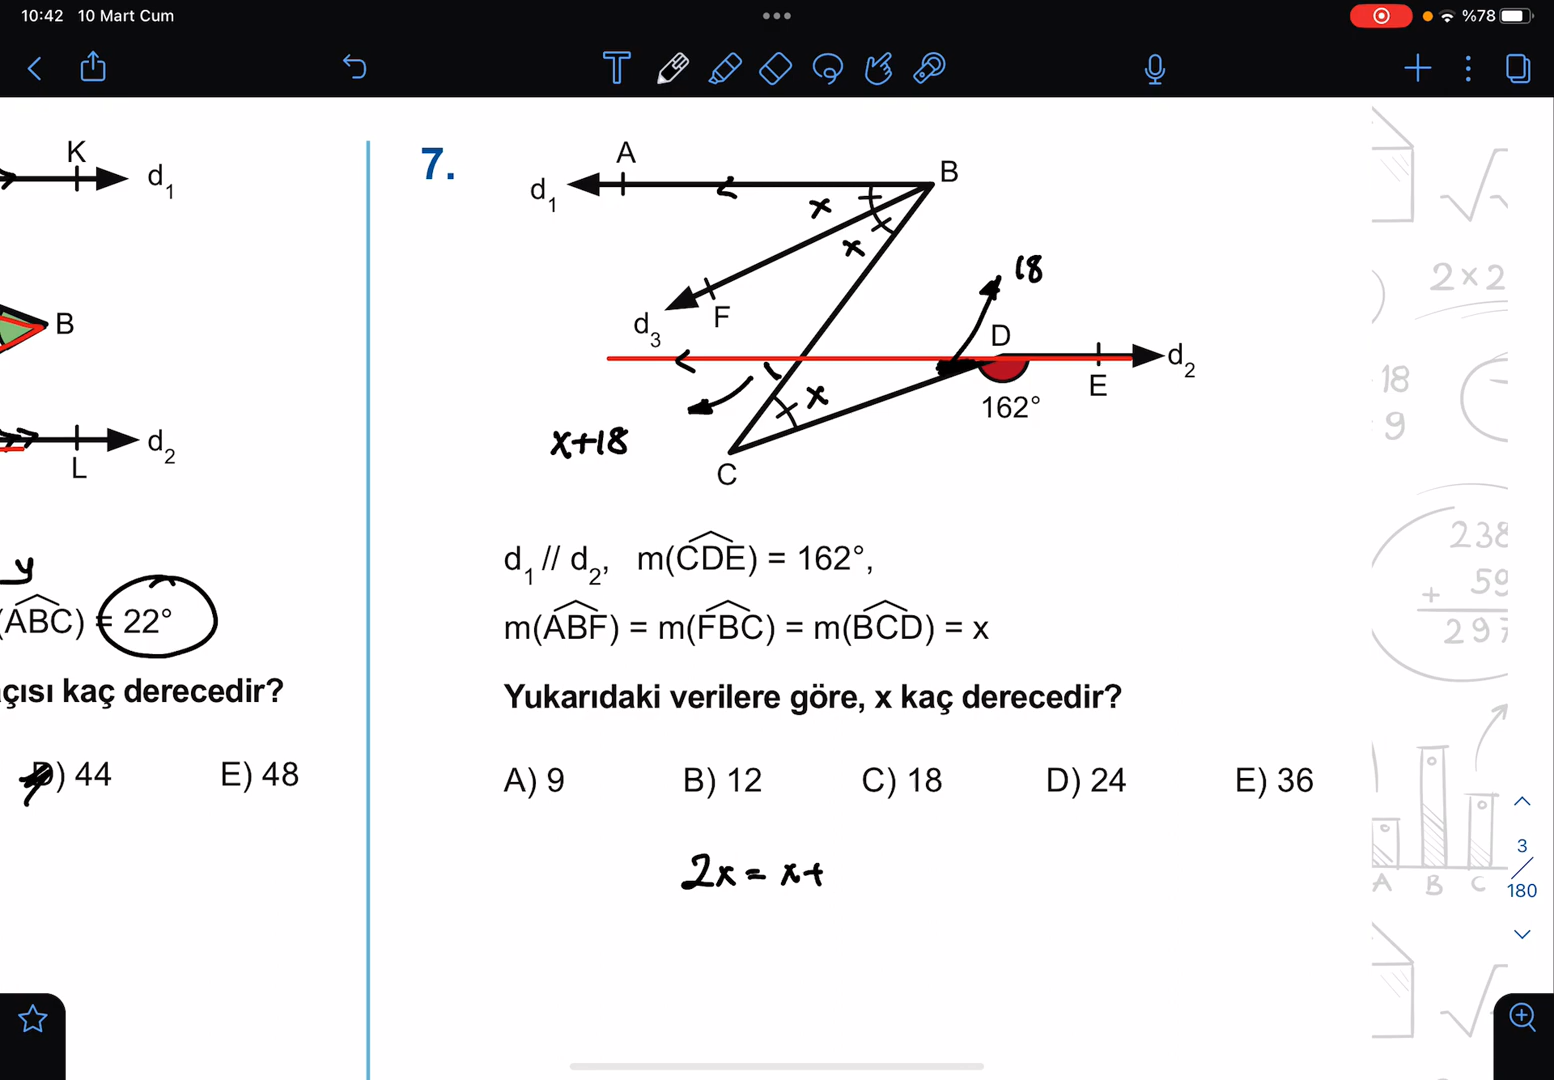 10:42 10 Mart Cum
%78
K
d1
B
d2
L
y
(ABC) = 22°
çısı kaç derecedir?
D) 44 E) 48
7.
A
B
d1
x
x
18
F
d3
D
d2
E
x
162°
x+18
C
d1 // d2, m(CDE) = 162°,
m(ABF) = m(FBC) = m(BCD) = x
Yukarıdaki verilere göre, x kaç derecedir?
A) 9 B) 12 C) 18 D) 24 E) 36
2x = x+
2×2
18
9
238
+ 59
297
A B C
3
180